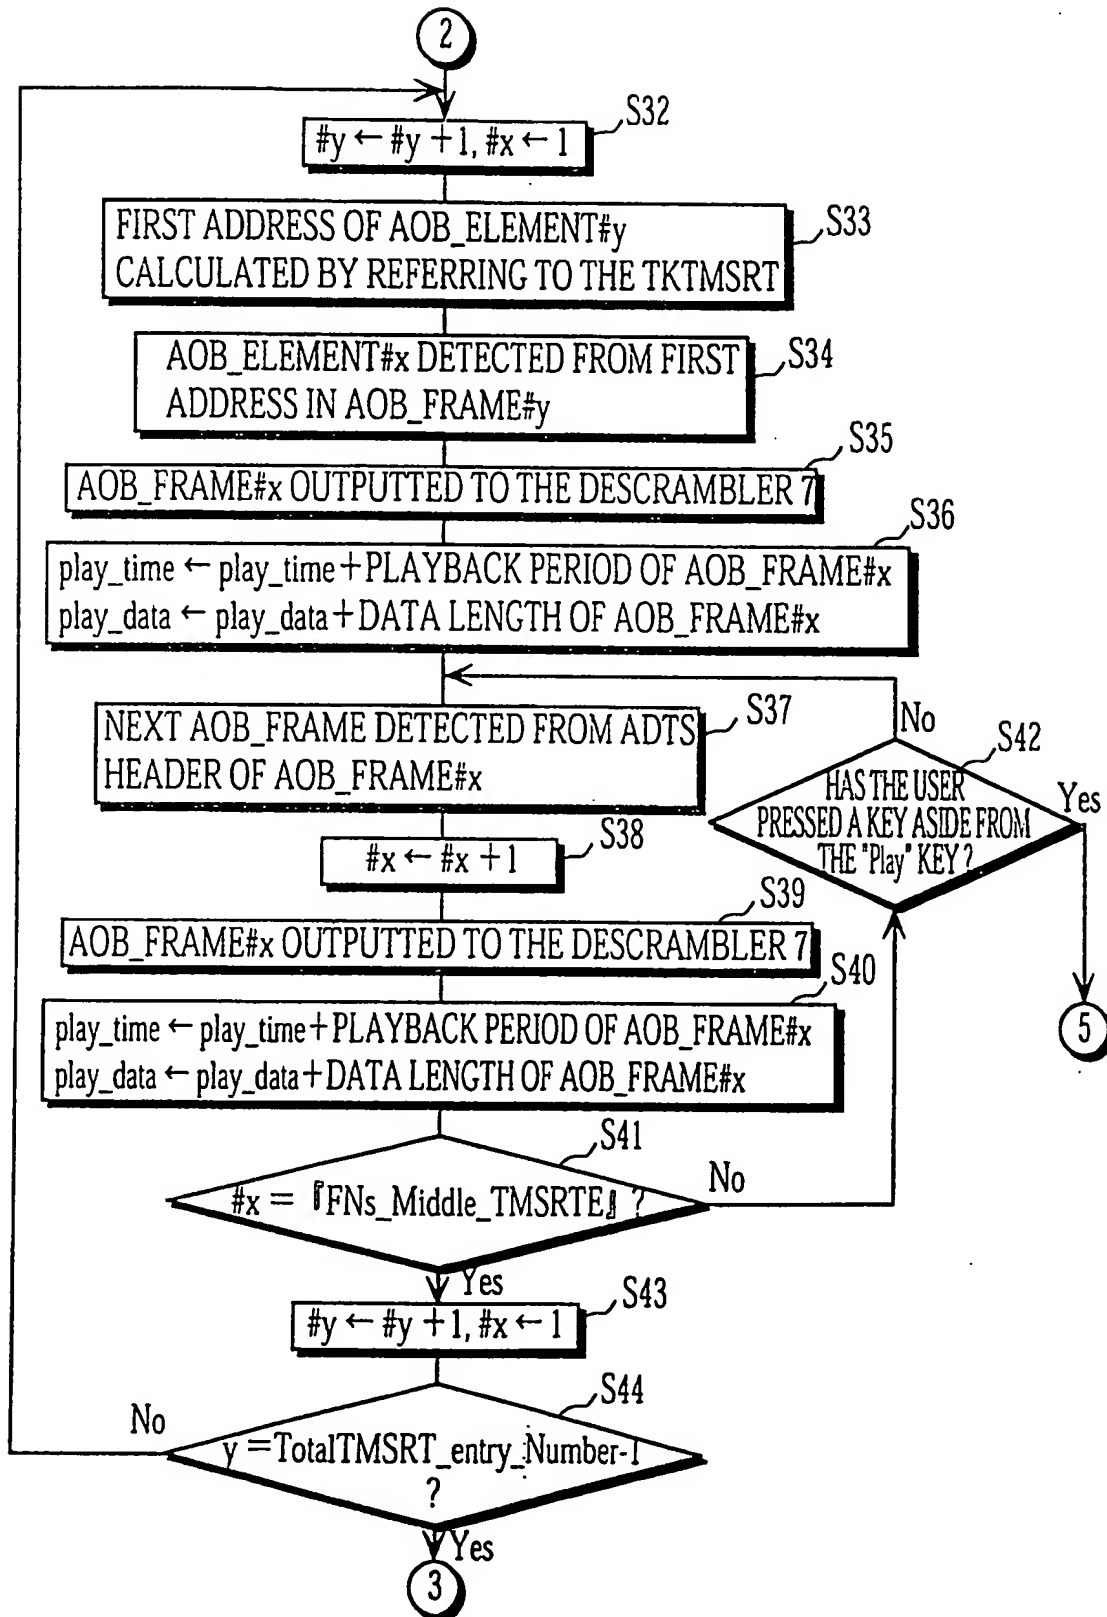 2
S32
#y ← #y + 1, #x ← 1
S33
FIRST ADDRESS OF AOB_ELEMENT#y
CALCULATED BY REFERRING TO THE TKTMSRT
S34
AOB_ELEMENT#x DETECTED FROM FIRST
ADDRESS IN AOB_FRAME#y
S35
AOB_FRAME#x OUTPUTTED TO THE DESCRAMBLER 7
S36
play_time ← play_time+PLAYBACK PERIOD OF AOB_FRAME#x
play_data ← play_data+DATA LENGTH OF AOB_FRAME#x
S37
NEXT AOB_FRAME DETECTED FROM ADTS
HEADER OF AOB_FRAME#x
No
S42
HAS THE USER
PRESSED A KEY ASIDE FROM
THE "Play" KEY ?
Yes
S38
#x ← #x + 1
S39
AOB_FRAME#x OUTPUTTED TO THE DESCRAMBLER 7
S40
play_time ← play_time+PLAYBACK PERIOD OF AOB_FRAME#x
play_data ← play_data+DATA LENGTH OF AOB_FRAME#x
5
S41
#x = 『FNs_Middle_TMSRTE』 ?
No
Yes
S43
#y ← #y + 1, #x ← 1
S44
No
y =TotalTMSRT_entry_Number-1
?
Yes
3